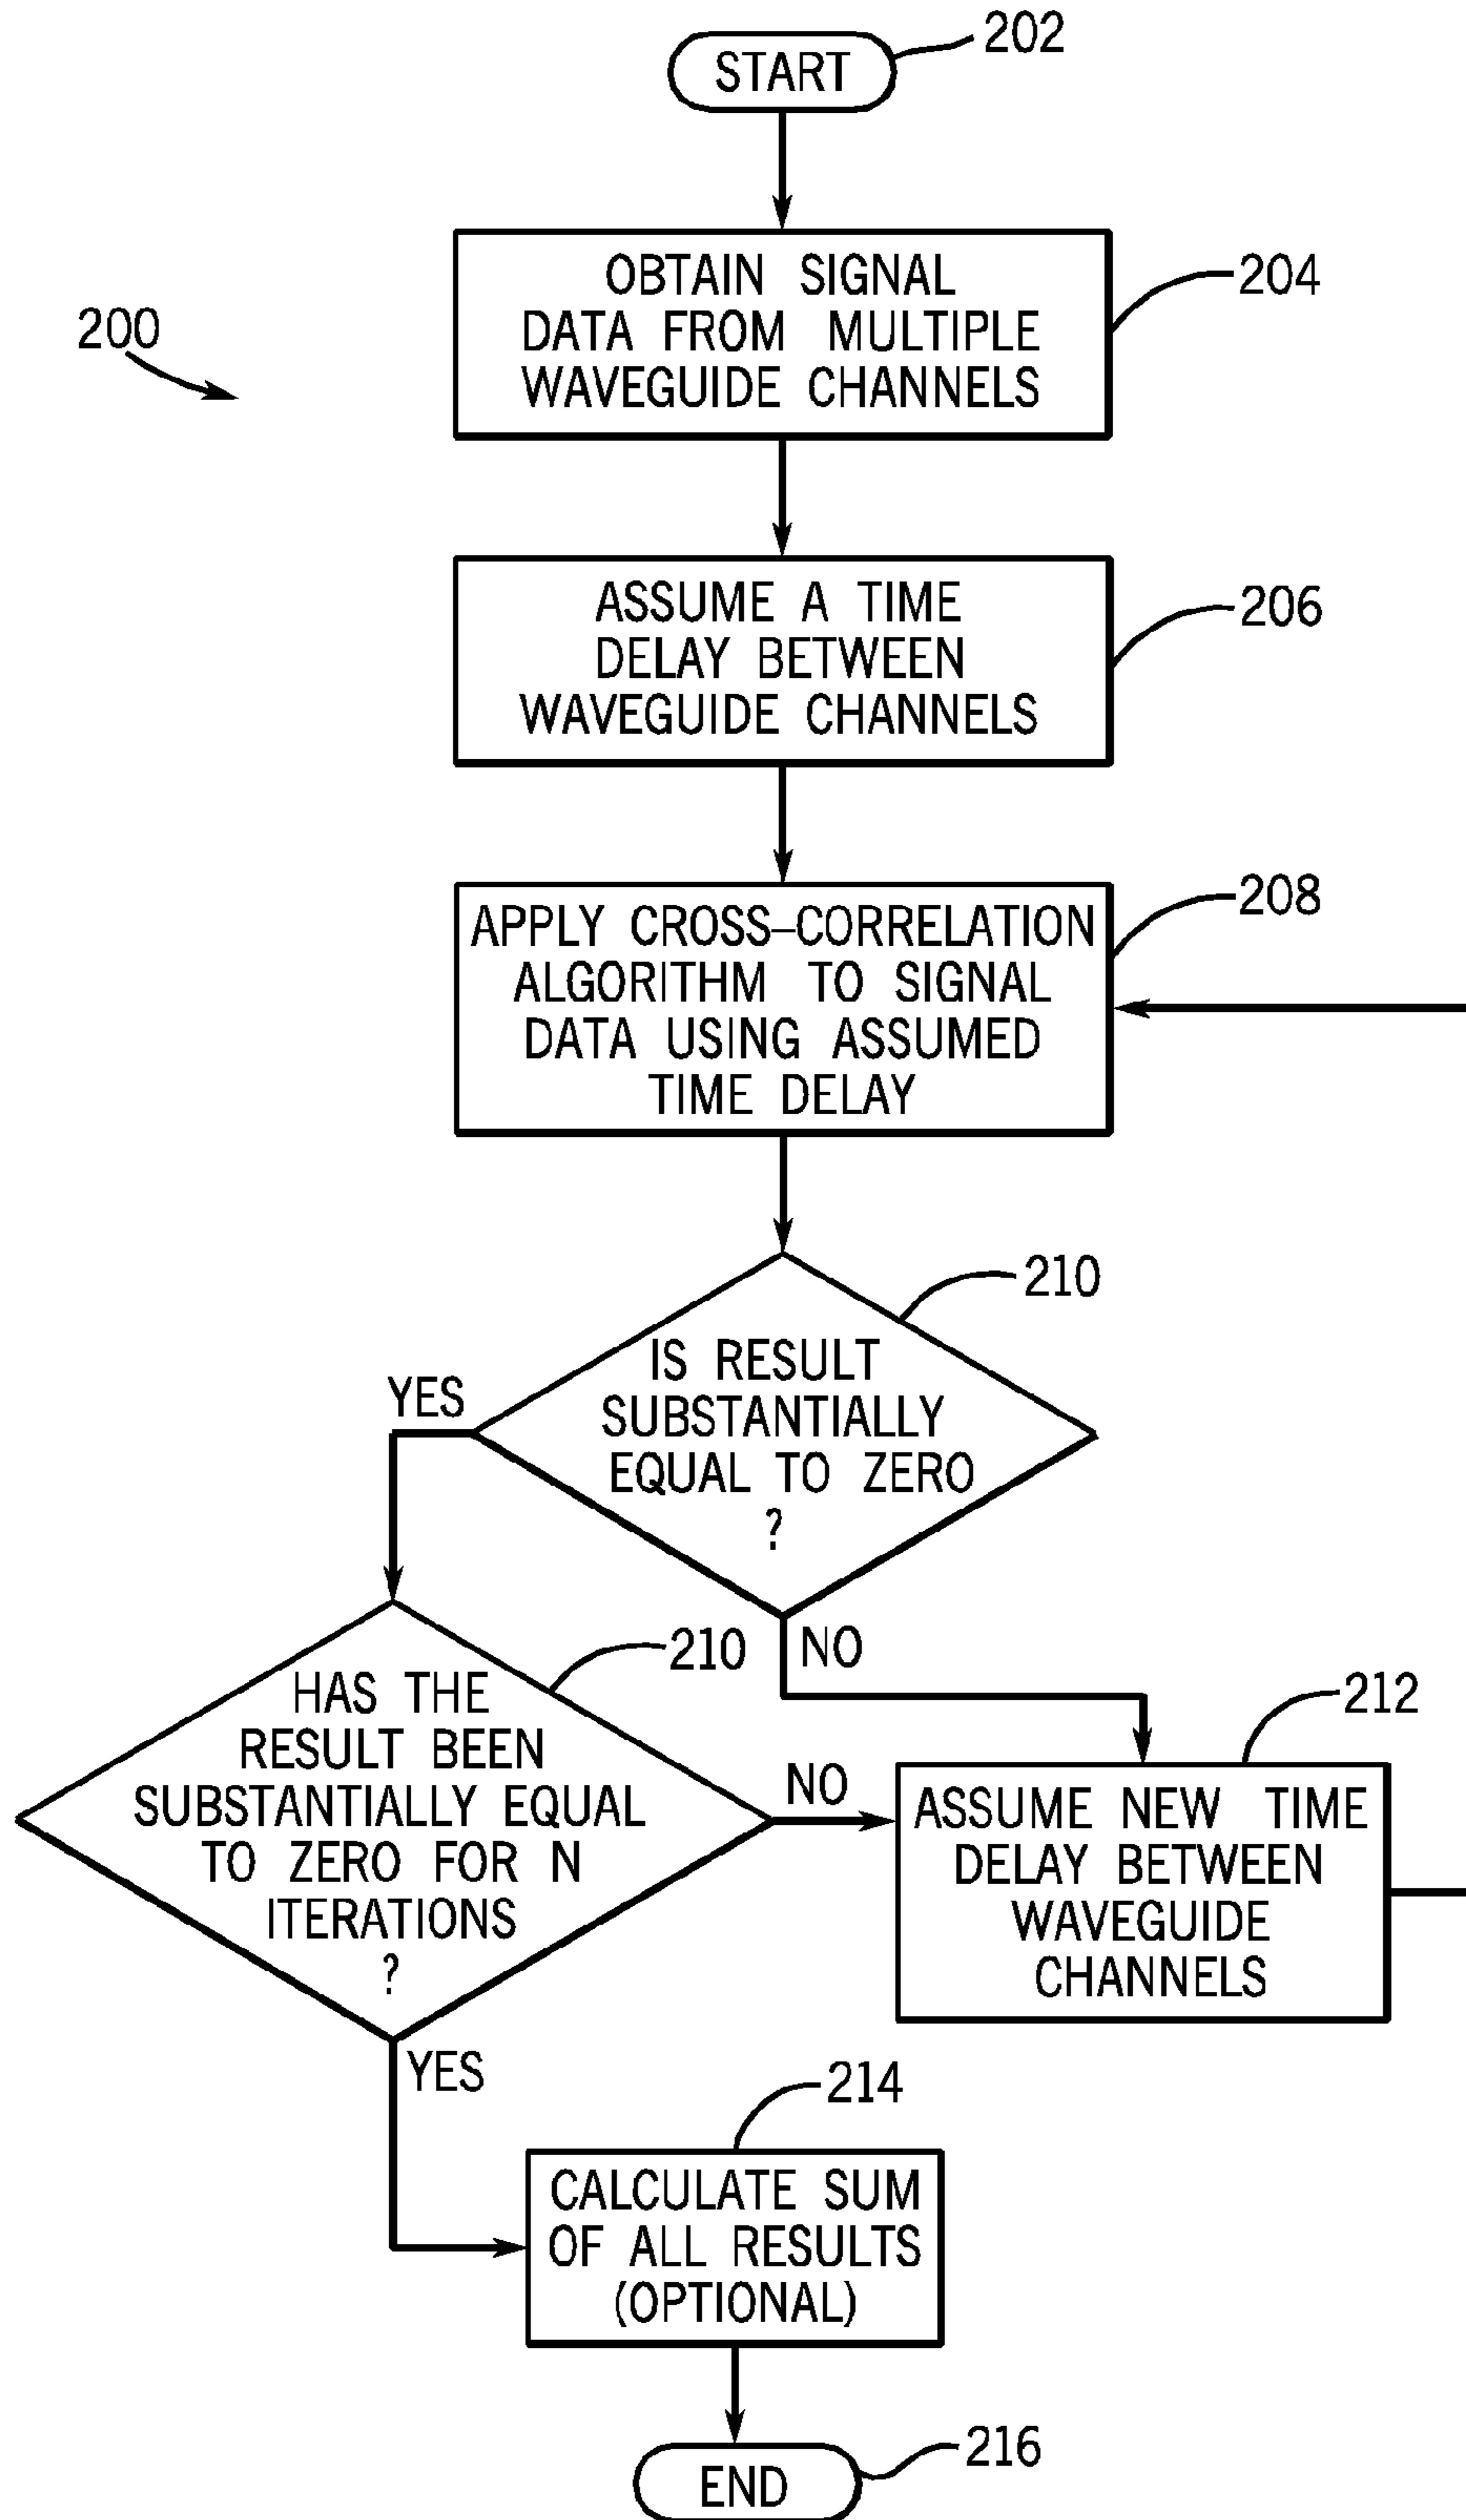 202
START
200
OBTAIN SIGNAL
DATA FROM MULTIPLE
WAVEGUIDE CHANNELS
204
ASSUME A TIME
DELAY BETWEEN
WAVEGUIDE CHANNELS
206
APPLY CROSS-CORRELATION
ALGORITHM TO SIGNAL
DATA USING ASSUMED
TIME DELAY
208
210
IS RESULT
SUBSTANTIALLY
EQUAL TO ZERO
?
YES
NO
210
HAS THE
RESULT BEEN
SUBSTANTIALLY EQUAL
TO ZERO FOR N
ITERATIONS
?
NO
212
ASSUME NEW TIME
DELAY BETWEEN
WAVEGUIDE
CHANNELS
YES
214
CALCULATE SUM
OF ALL RESULTS
(OPTIONAL)
216
END